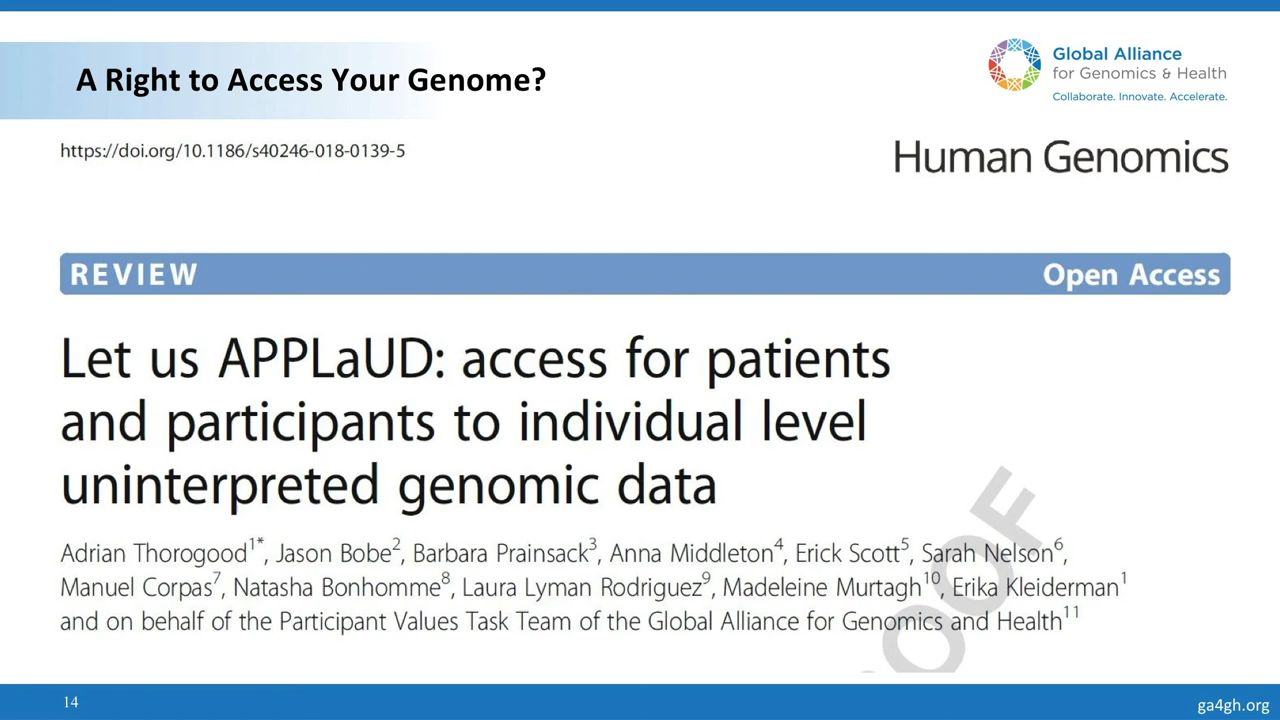 A Right to Access Your Genome?
Global Alliance
for Genomics & Health
Collaborate. Innovate. Accelerate.
https://doi.org/10.1186/s40246-018-0139-5
Human Genomics
REVIEW
Open Access
Let us APPLaUD: access for patients
and participants to individual level
uninterpreted genomic data
Adrian Thorogood1*, Jason Bobe2, Barbara Prainsack3, Anna Middleton4, Erick Scott5, Sarah Nelson6,
Manuel Corpas7, Natasha Bonhomme8, Laura Lyman Rodriguez9, Madeleine Murtagh10, Erika Kleiderman1
and on behalf of the Participant Values Task Team of the Global Alliance for Genomics and Health11
OOF
14
ga4gh.org